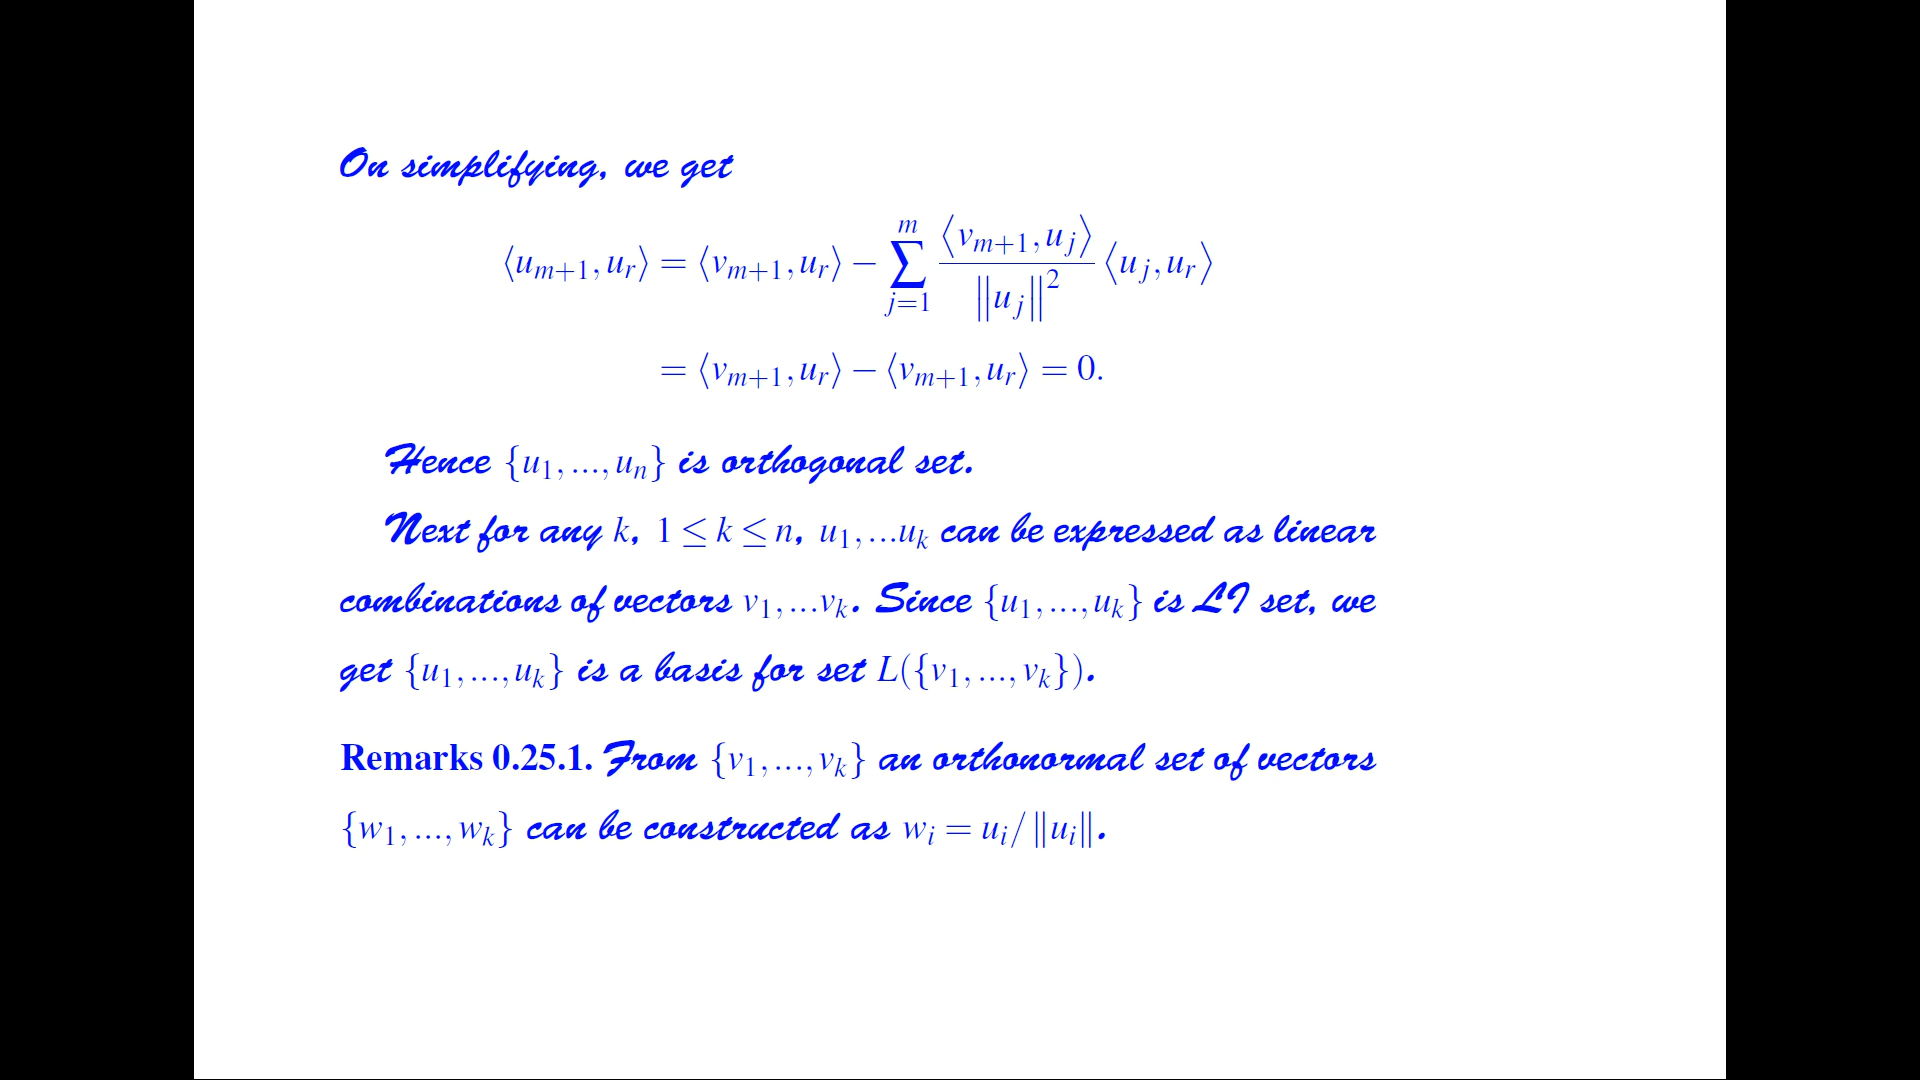 On simplifying, we get
⟨u_{m+1}, u_r⟩ = ⟨v_{m+1}, u_r⟩ − \sum_{j=1}^{m} \frac{⟨v_{m+1}, u_j⟩}{‖u_j‖^2} ⟨u_j, u_r⟩
= ⟨v_{m+1}, u_r⟩ − ⟨v_{m+1}, u_r⟩ = 0.
Hence {u_1, ..., u_n} is orthogonal set.
Next for any k, 1 ≤ k ≤ n, u_1, ...u_k can be expressed as linear
combinations of vectors v_1, ...v_k. Since {u_1, ..., u_k} is LI set, we
get {u_1, ..., u_k} is a basis for set L({v_1, ..., v_k}).
Remarks 0.25.1. From {v_1, ..., v_k} an orthonormal set of vectors
{w_1, ..., w_k} can be constructed as w_i = u_i/‖u_i‖.